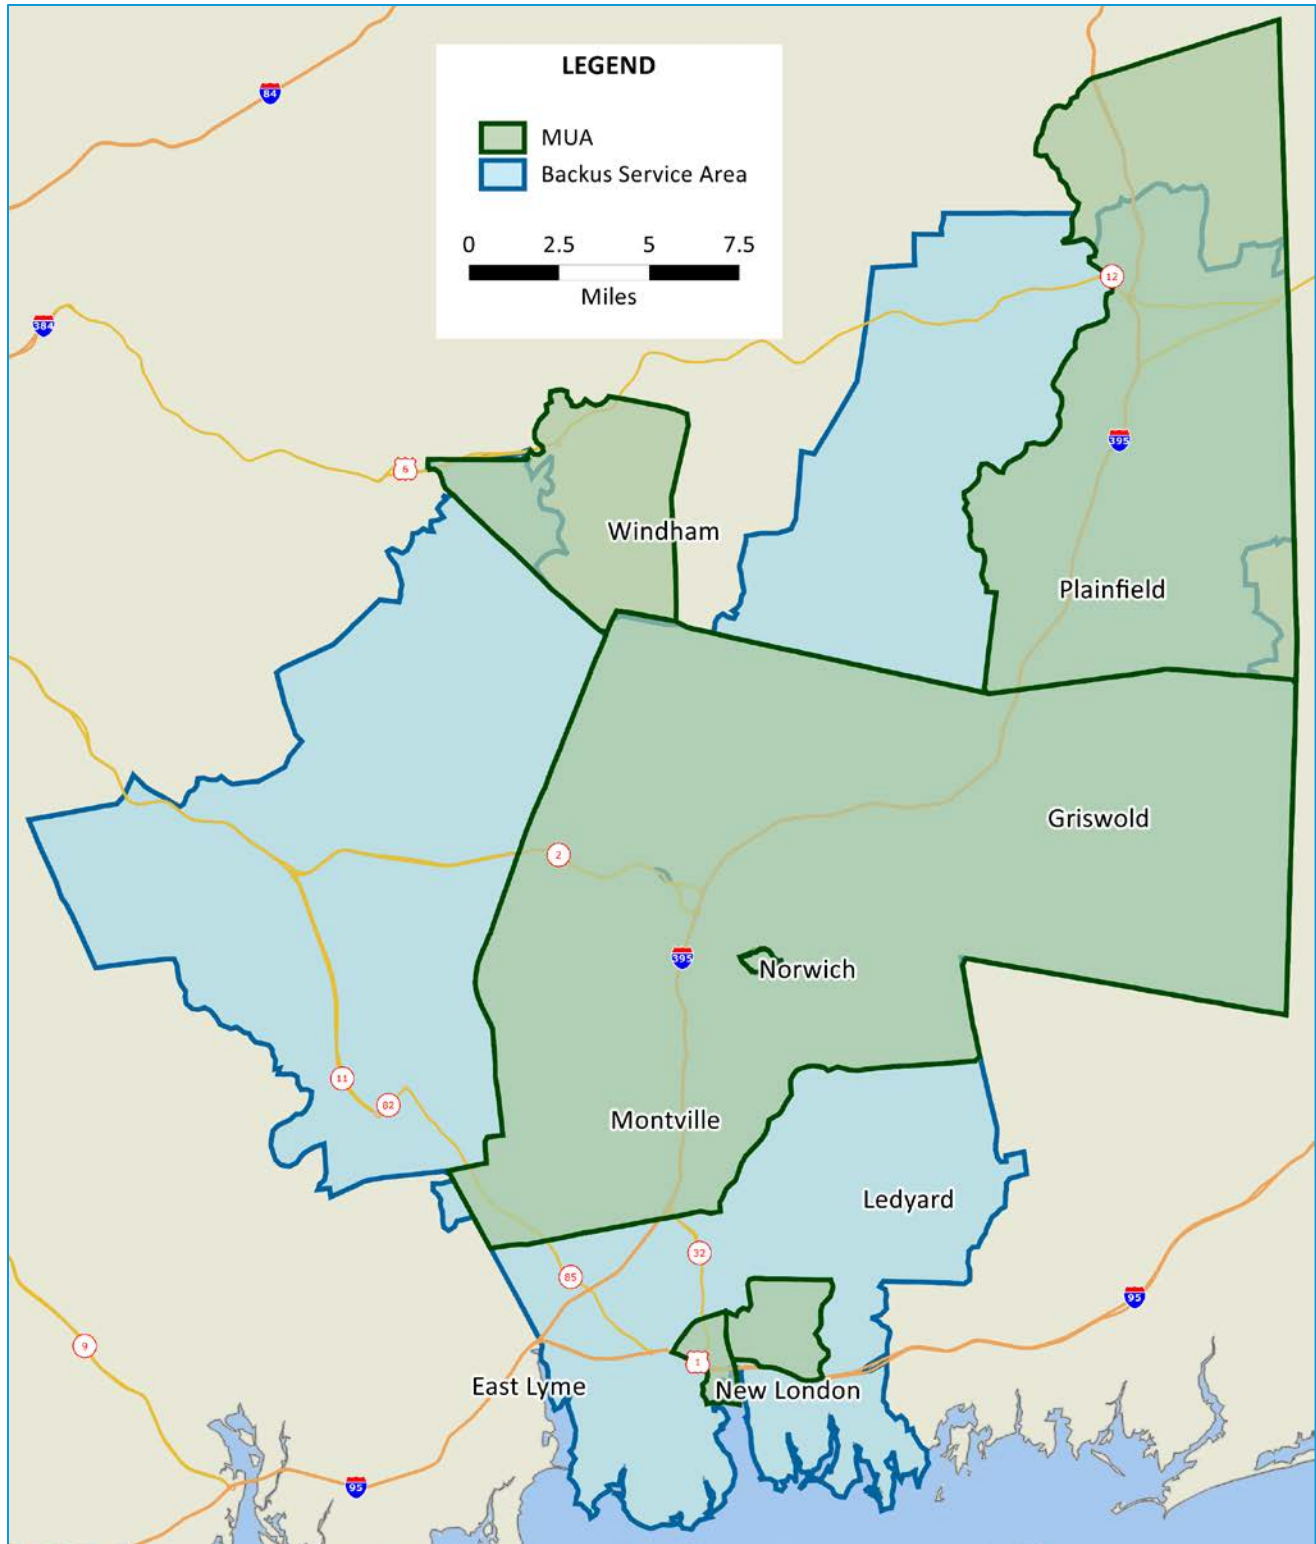 LEGEND
MUA
Backus Service Area
0 2.5 5 7.5
Miles
84
12
384
395
6
Windham
Plainfield
Griswold
2
395
Norwich
11
82
Montville
Ledyard
32
85
95
9
1
East Lyme
New London
95